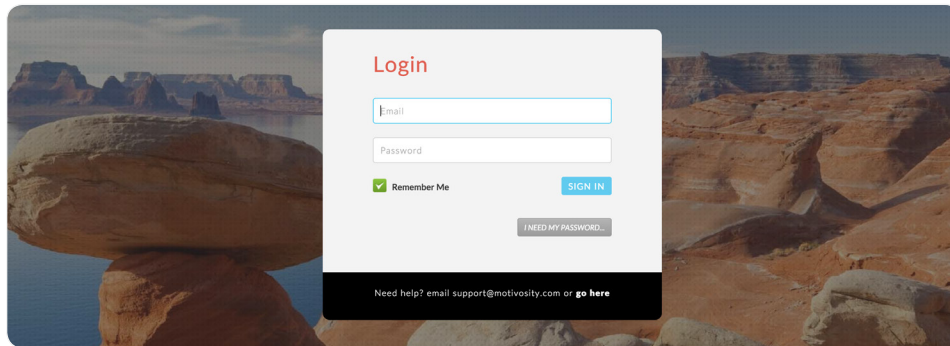 Login
Email
Password
Remember Me
SIGN IN
I NEED MY PASSWORD...
Need help? email support@motivosity.com or go here